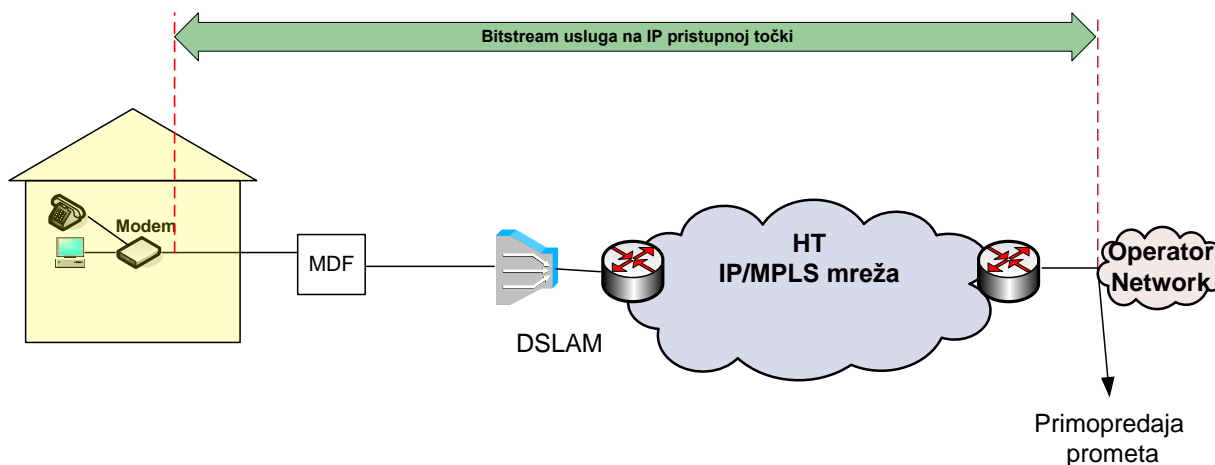 Bitstream usluga na IP pristupnoj točki
Modem
MDF
DSLAM
HT
IP/MPLS mreža
Operator
Network
Primopredaja
prometa